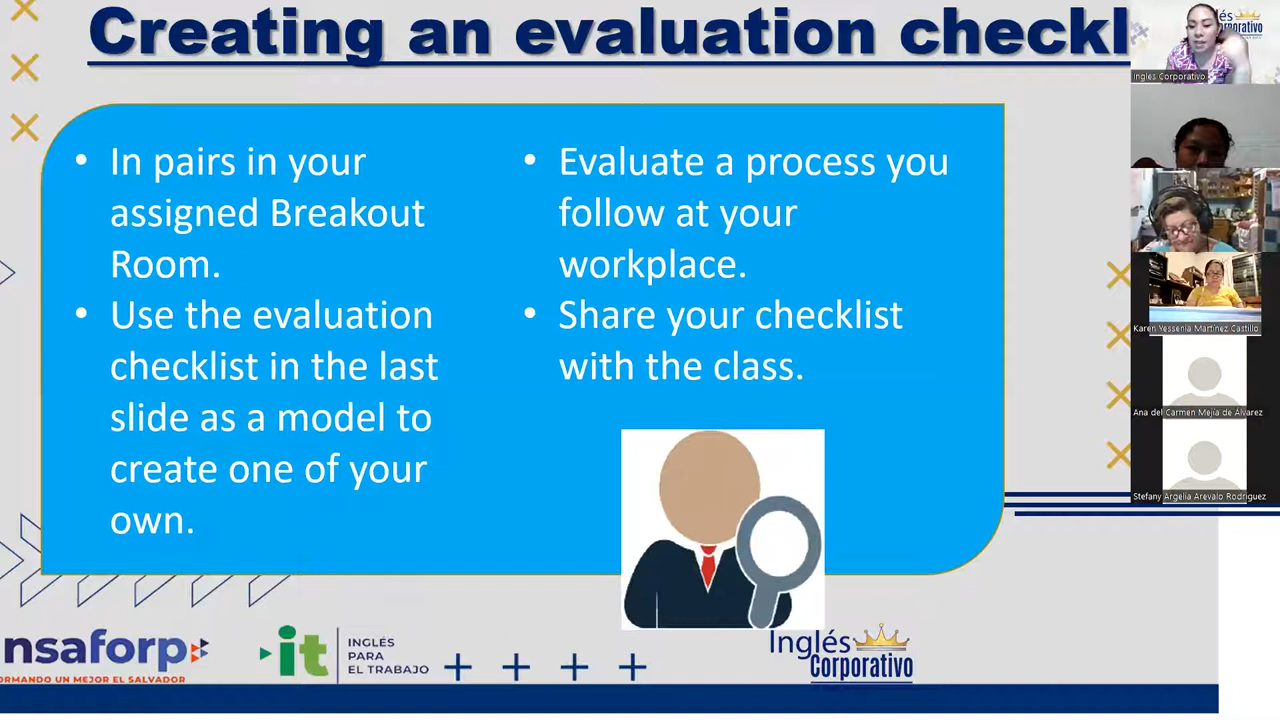 Creating an evaluation checkl
• In pairs in your
assigned Breakout
Room.
• Use the evaluation
checklist in the last
slide as a model to
create one of your
own.
• Evaluate a process you
follow at your
workplace.
• Share your checklist
with the class.
nsaforp
ORMANDO UN MEJOR EL SALVADOR
it
INGLÉS
PARA
EL TRABAJO
Inglés
Corporativo
Ingles Corporativo
Karen Yessenia Martinez Castillo
Ana del Carmen Mejía de Álvarez
Stefany Argelia Arevalo Rodriguez